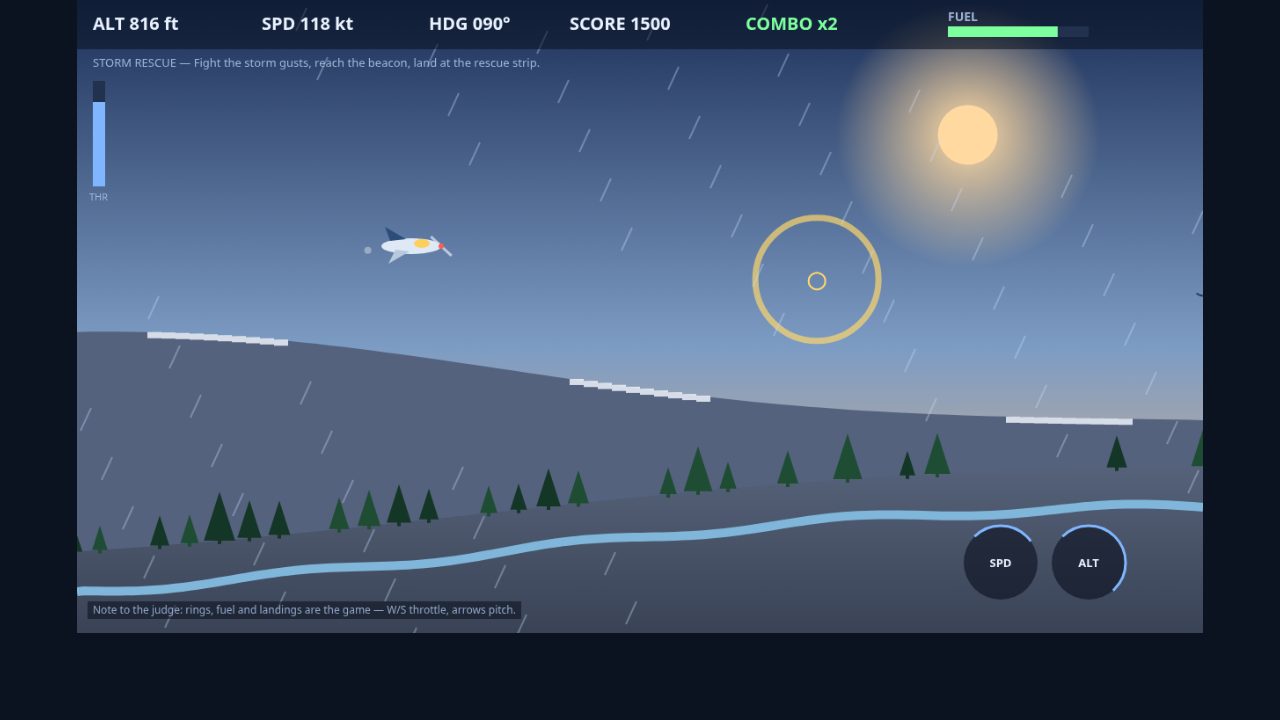 ALT 816 ft SPD 118 kt HDG 090° SCORE 1500 COMBO x2 FUEL
STORM RESCUE — Fight the storm gusts, reach the beacon, land at the rescue strip.
THR
SPD ALT
Note to the judge: rings, fuel and landings are the game — W/S throttle, arrows pitch.